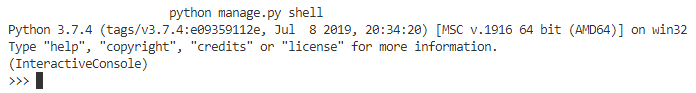 python manage.py shell
Python 3.7.4 (tags/v3.7.4:e09359112e, Jul  8 2019, 20:34:20) [MSC v.1916 64 bit (AMD64)] on win32
Type "help", "copyright", "credits" or "license" for more information.
(InteractiveConsole)
>>>